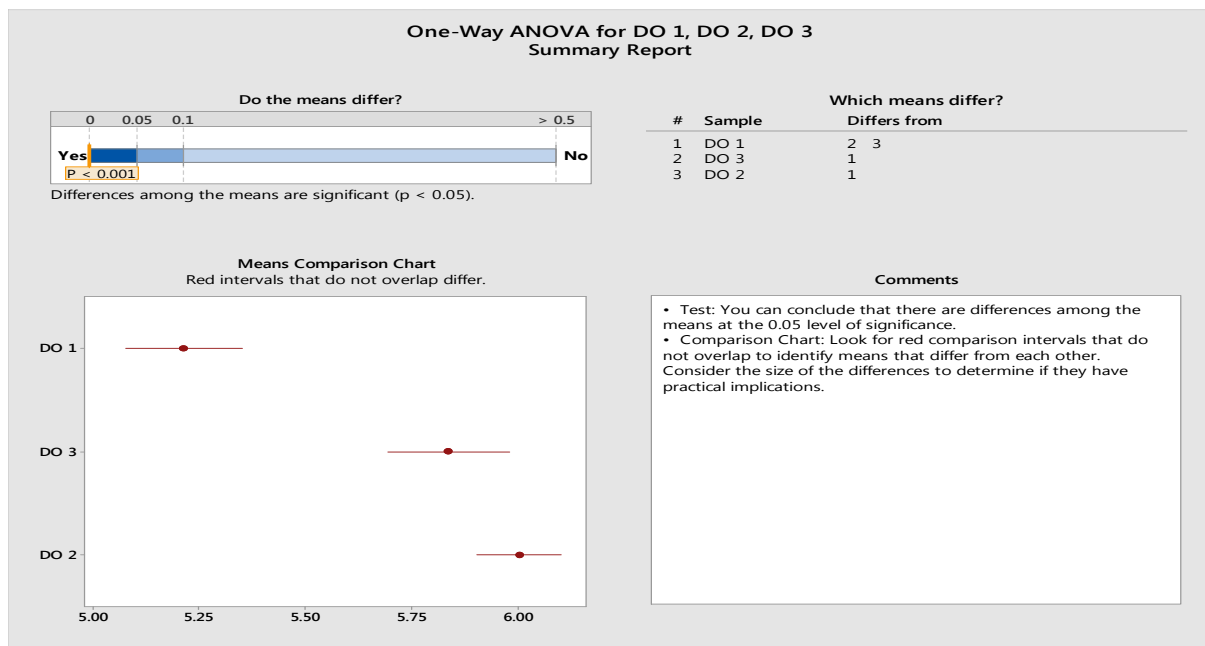 One-Way ANOVA for DO 1, DO 2, DO 3
Summary Report
Do the means differ?
0 0.05 0.1 > 0.5
Yes No
P < 0.001
Differences among the means are significant (p < 0.05).
Which means differ?
# Sample Differs from
1 DO 1 2 3
2 DO 3 1
3 DO 2 1
Means Comparison Chart
Red intervals that do not overlap differ.
DO 1
DO 3
DO 2
5.00 5.25 5.50 5.75 6.00
Comments
• Test: You can conclude that there are differences among the
means at the 0.05 level of significance.
• Comparison Chart: Look for red comparison intervals that do
not overlap to identify means that differ from each other.
Consider the size of the differences to determine if they have
practical implications.